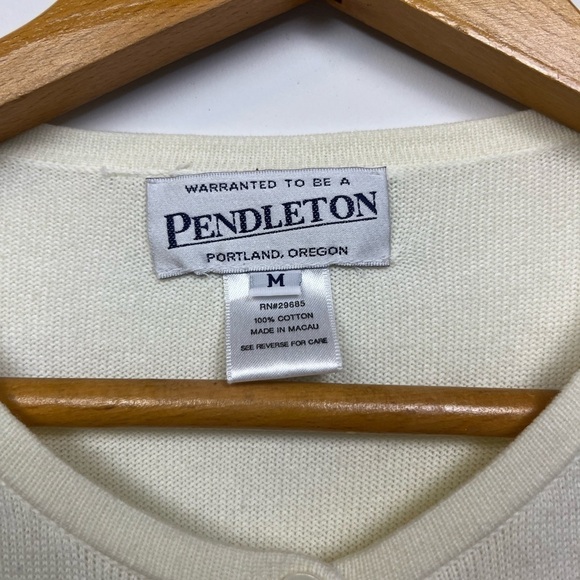 WARRANTED TO BE A
PENDLETON
PORTLAND, OREGON
M
RN#29685
100% COTTON
MADE IN MACAU
SEE REVERSE FOR CARE